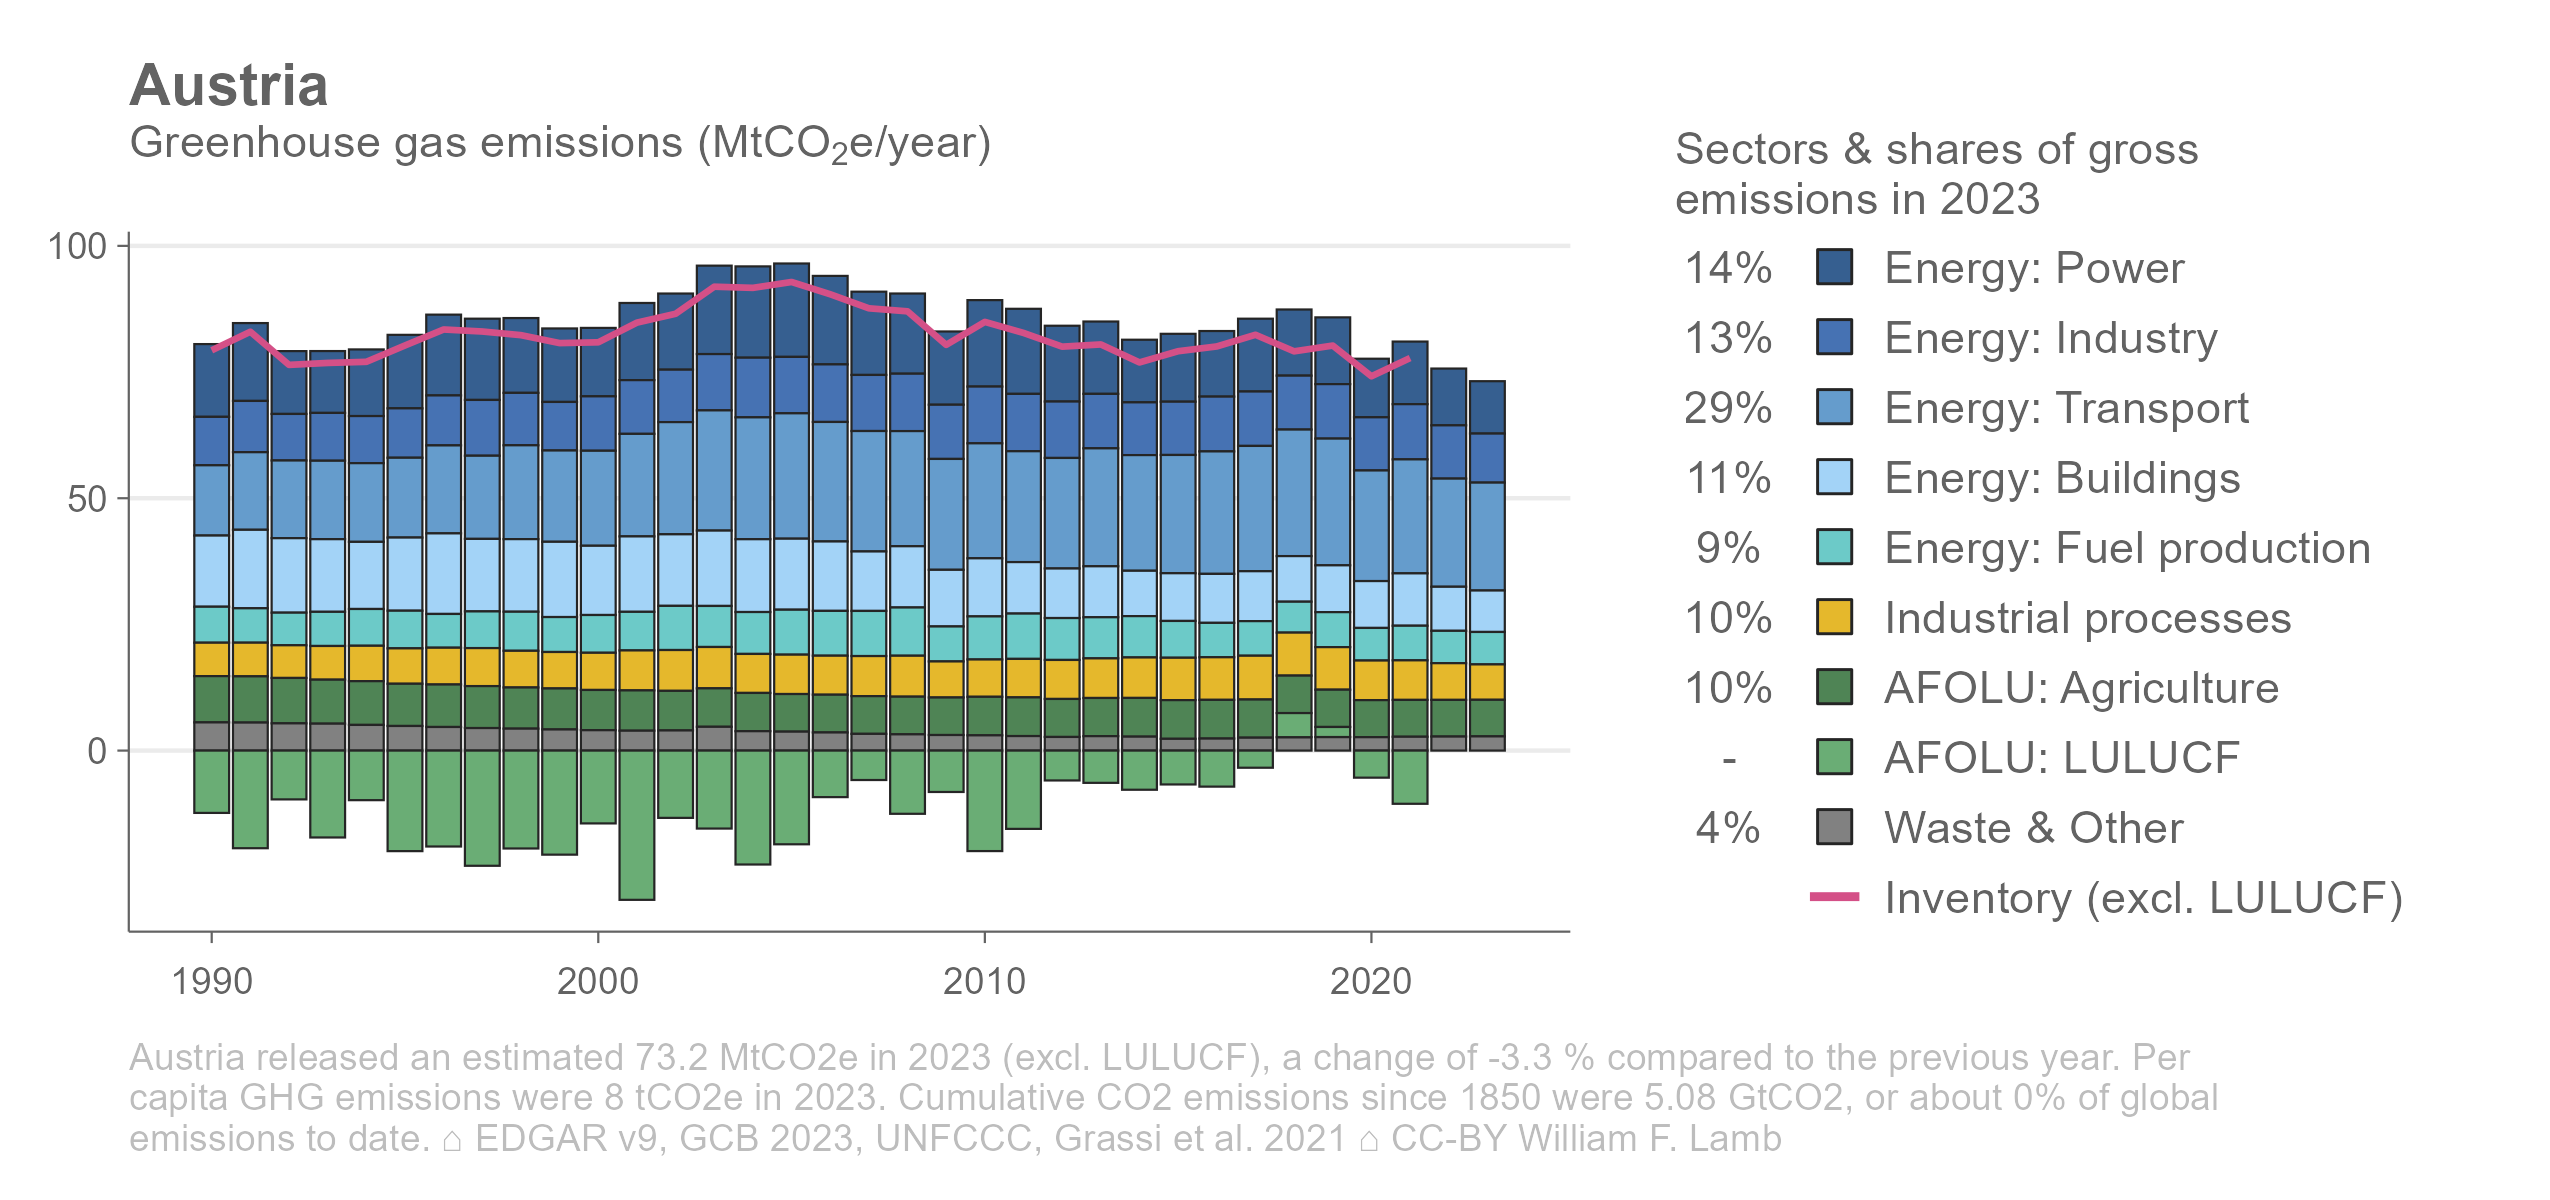 Austria
Greenhouse gas emissions (MtCO₂e/year)
100
50
0
1990 2000 2010 2020
Sectors & shares of gross
emissions in 2023
14% Energy: Power
13% Energy: Industry
29% Energy: Transport
11% Energy: Buildings
9% Energy: Fuel production
10% Industrial processes
10% AFOLU: Agriculture
- AFOLU: LULUCF
4% Waste & Other
Inventory (excl. LULUCF)
Austria released an estimated 73.2 MtCO2e in 2023 (excl. LULUCF), a change of -3.3 % compared to the previous year. Per
capita GHG emissions were 8 tCO2e in 2023. Cumulative CO2 emissions since 1850 were 5.08 GtCO2, or about 0% of global
emissions to date. ⌂ EDGAR v9, GCB 2023, UNFCCC, Grassi et al. 2021 ⌂ CC-BY William F. Lamb